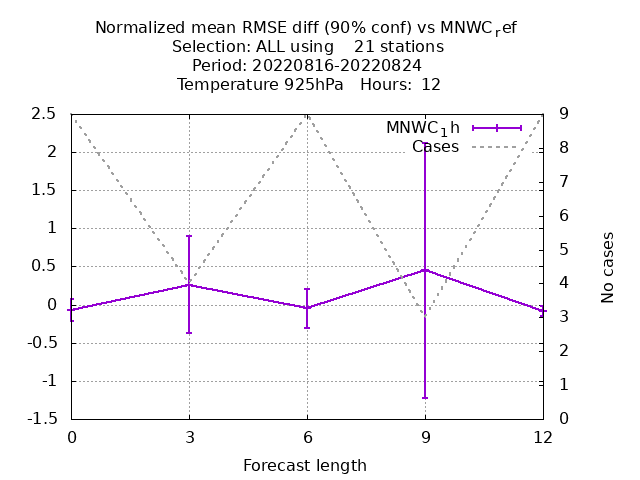 Normalized mean RMSE diff (90% conf) vs MNWCref
Selection: ALL using    21 stations
Period: 20220816-20220824
Temperature 925hPa   Hours:  12
MNWC1h
Cases
2.5
2
1.5
1
0.5
0
-0.5
-1
-1.5
9
8
7
6
5
4
3
2
1
0
No cases
0 3 6 9 12
Forecast length